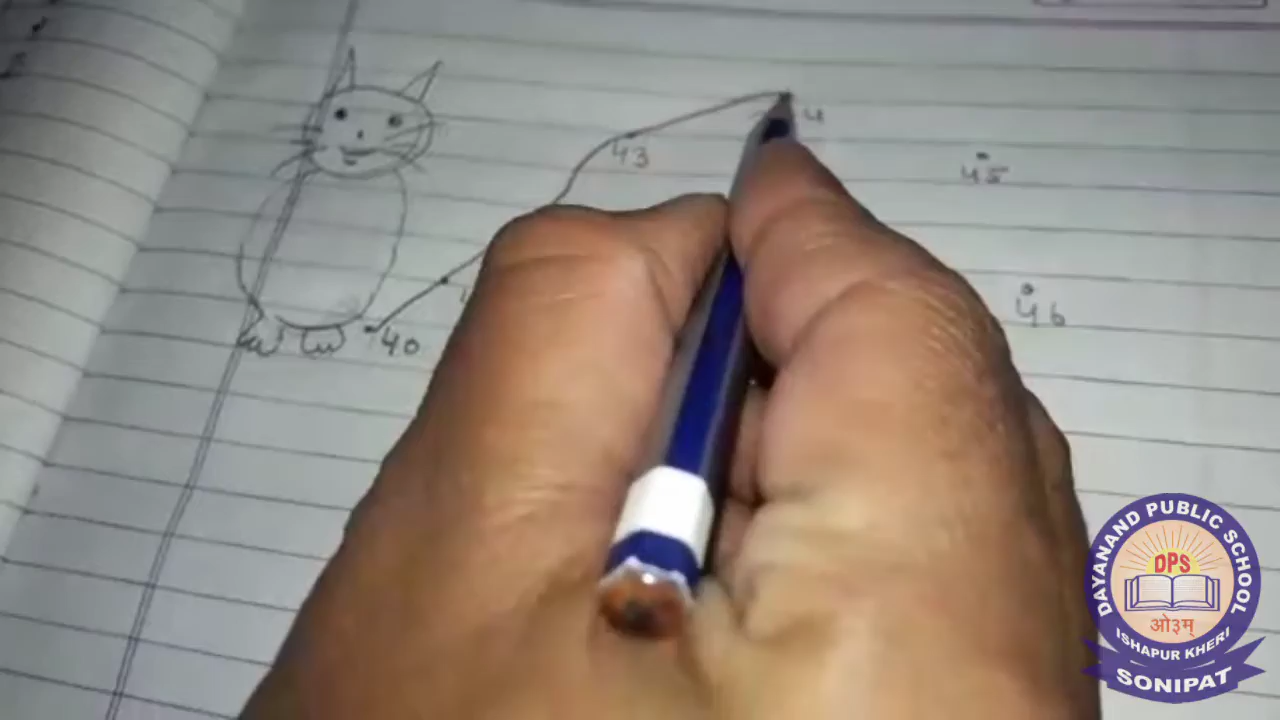 43
45
46
40
DAYANAND PUBLIC SCHOOL
DPS
ओ३म्
ISHAPUR KHERI
SONIPAT